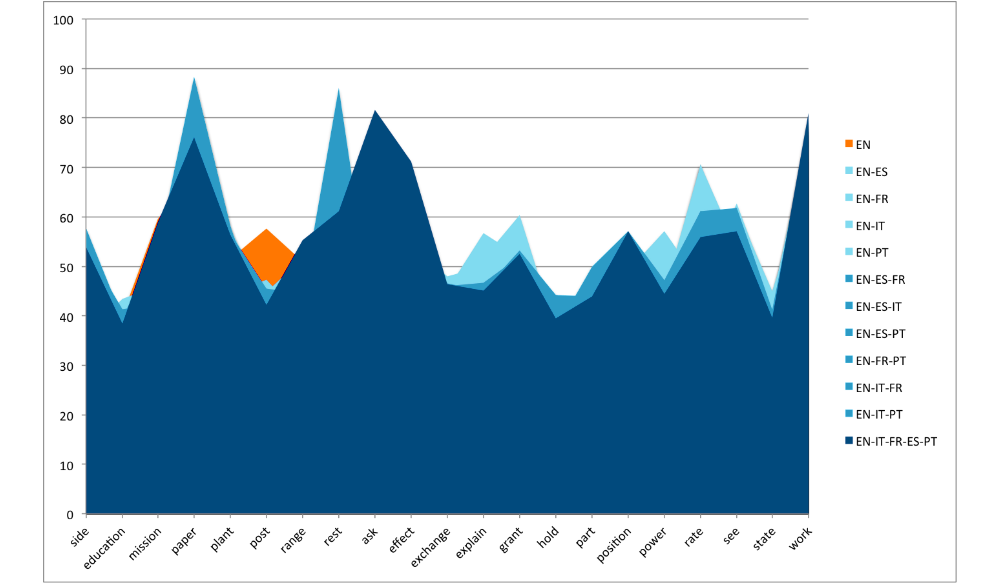 100
90
80
70
60
50
40
30
20
10
0
side
education
mission
paper
plant
post
range
rest
ask
effect
exchange
explain
grant
hold
part
position
power
rate
see
state
work
EN
EN-ES
EN-FR
EN-IT
EN-PT
EN-ES-FR
EN-ES-IT
EN-ES-PT
EN-FR-PT
EN-IT-FR
EN-IT-PT
EN-IT-FR-ES-PT